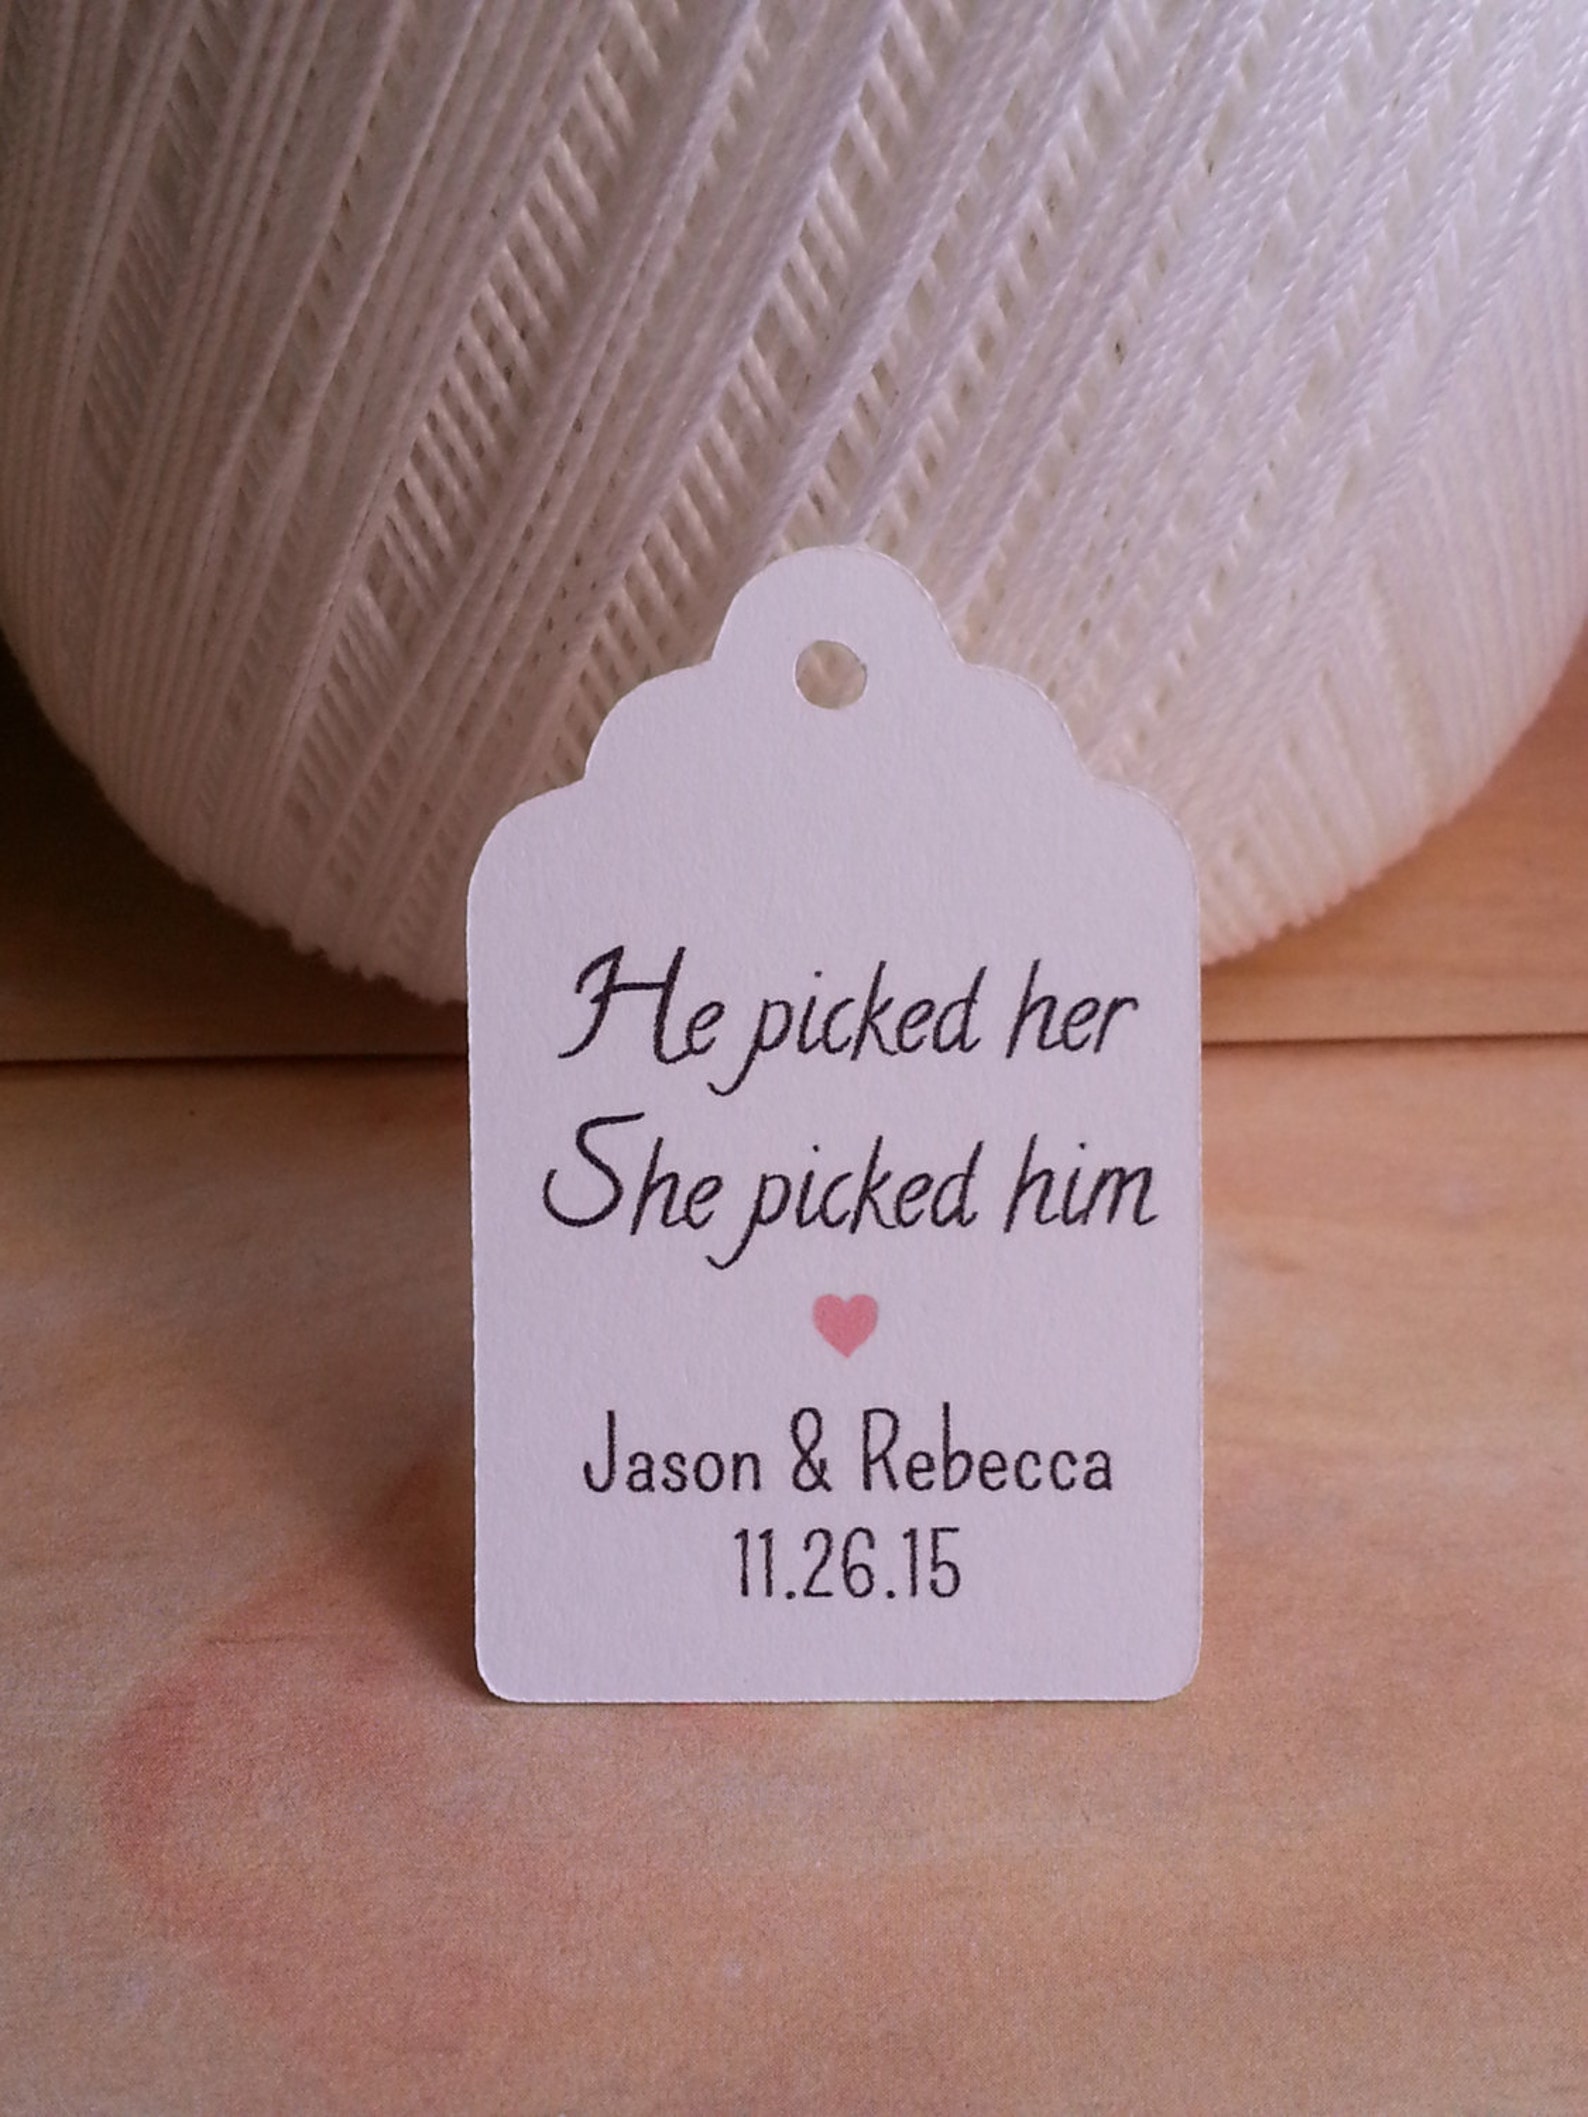 He picked her
She picked him
Jason & Rebecca
11.26.15